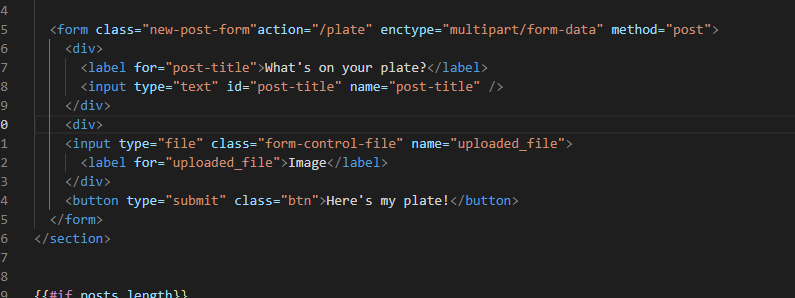 4
5 <form class="new-post-form"action="/plate" enctype="multipart/form-data" method="post">
6 <div>
7 <label for="post-title">What's on your plate?</label>
8 <input type="text" id="post-title" name="post-title" />
9 </div>
0 <div>
1 <input type="file" class="form-control-file" name="uploaded_file">
2 <label for="uploaded_file">Image</label>
3 </div>
4 <button type="submit" class="btn">Here's my plate!</button>
5 </form>
6 </section>
7
8
9 {{#if posts.length}}